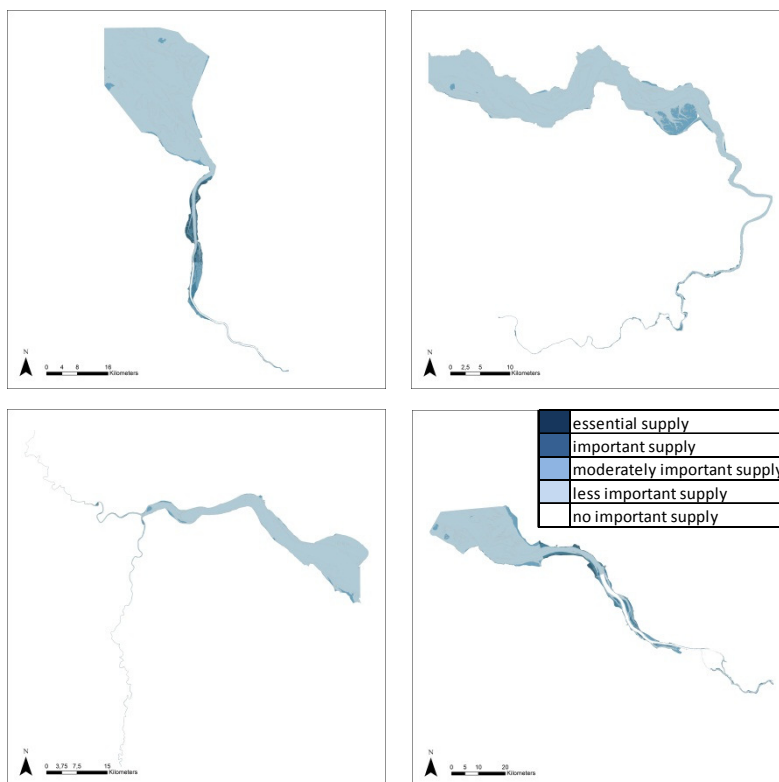 N
0 4 8 16
Kilometers
N
0 2,5 5 10
Kilometers
essential supply
important supply
moderately important supply
less important supply
no important supply
N
0 3,75 7,5 15
Kilometers
N
0 5 10 20
Kilometers